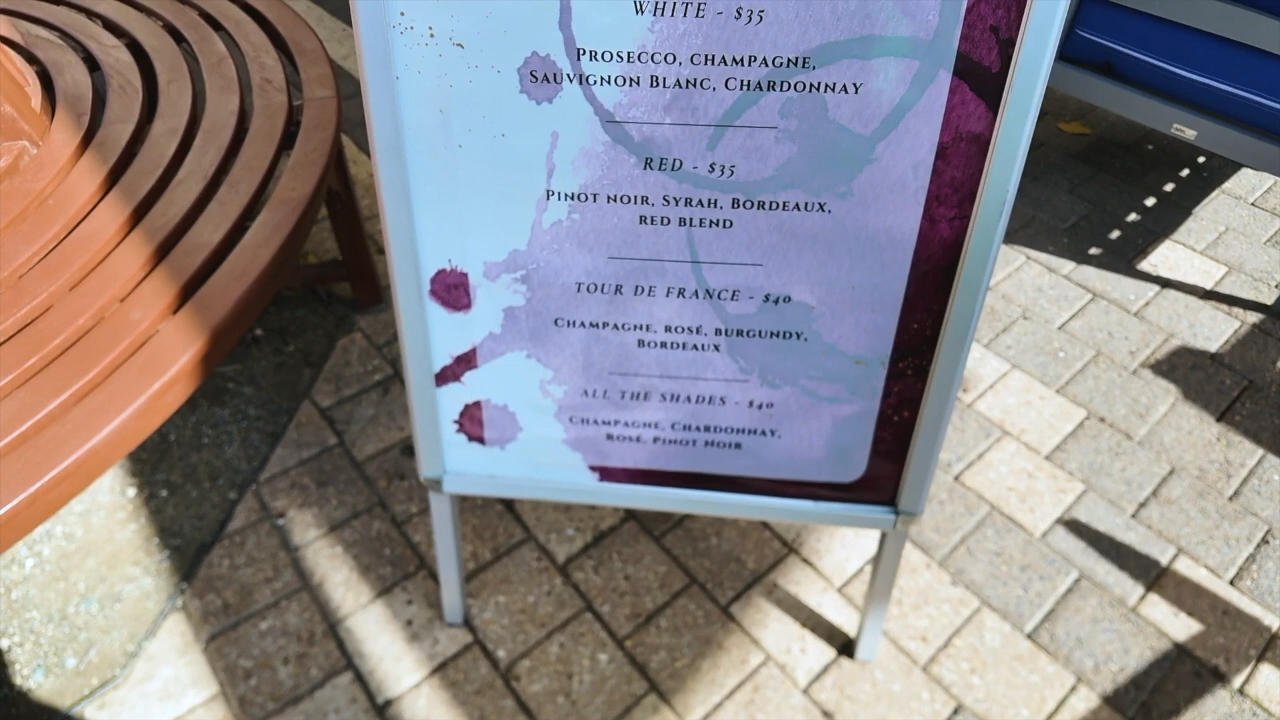 WHITE - $35
PROSECCO, CHAMPAGNE,
SAUVIGNON BLANC, CHARDONNAY
RED - $35
PINOT NOIR, SYRAH, BORDEAUX,
RED BLEND
TOUR DE FRANCE - $40
CHAMPAGNE, ROSÉ, BURGUNDY,
BORDEAUX
ALL THE SHADES - $40
CHAMPAGNE, CHARDONNAY,
ROSÉ, PINOT NOIR